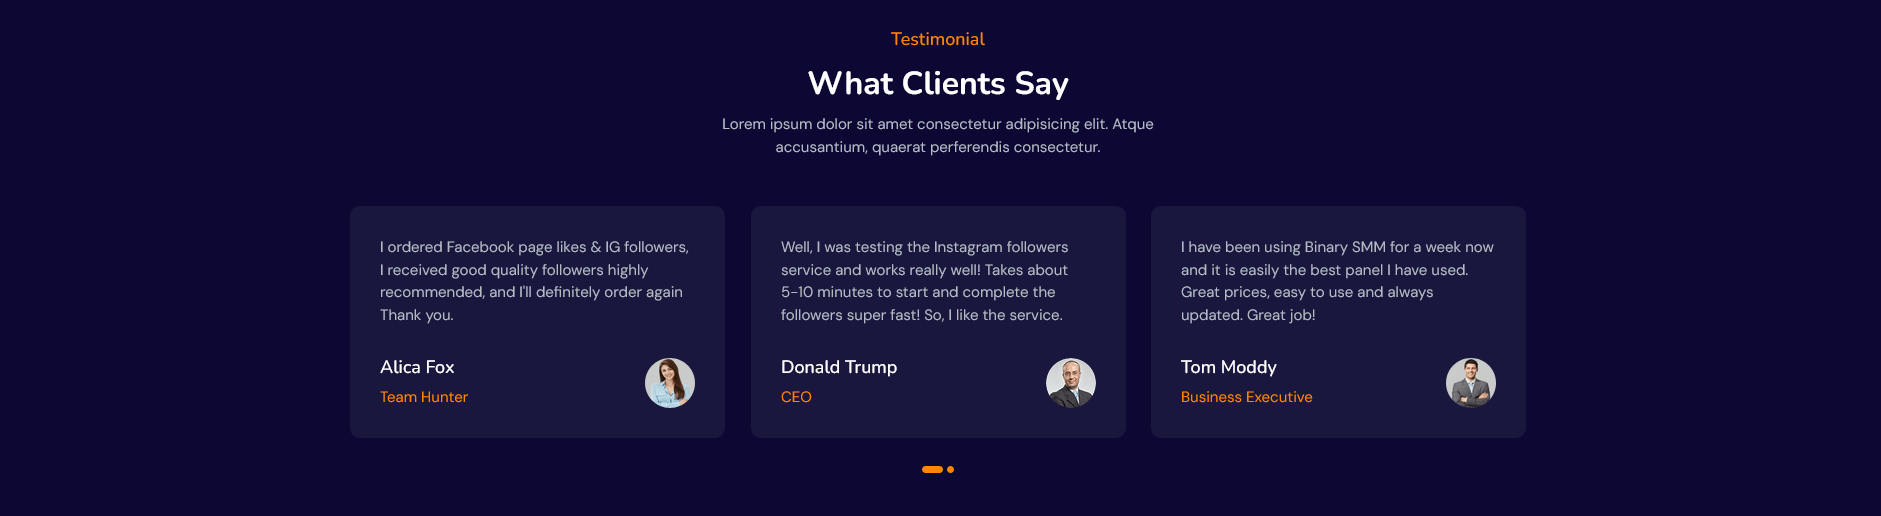 Testimonial
What Clients Say
Lorem ipsum dolor sit amet consectetur adipisicing elit. Atque
accusantium, quaerat perferendis consectetur.
I ordered Facebook page likes & IG followers,
I received good quality followers highly
recommended, and I'll definitely order again
Thank you.
Alica Fox
Team Hunter
Well, I was testing the Instagram followers
service and works really well! Takes about
5-10 minutes to start and complete the
followers super fast! So, I like the service.
Donald Trump
CEO
I have been using Binary SMM for a week now
and it is easily the best panel I have used.
Great prices, easy to use and always
updated. Great job!
Tom Moddy
Business Executive